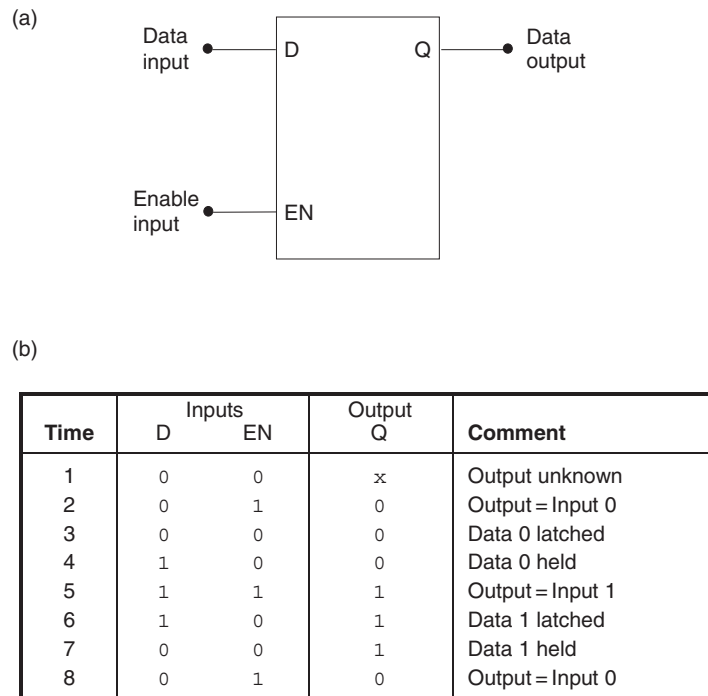 (a)
Data
input
D
Q
Data
output
Enable
input
EN
(b)
Inputs Output
Time D EN Q Comment
1 0 0 x Output unknown
2 0 1 0 Output = Input 0
3 0 0 0 Data 0 latched
4 1 0 0 Data 0 held
5 1 1 1 Output = Input 1
6 1 0 1 Data 1 latched
7 0 0 1 Data 1 held
8 0 1 0 Output = Input 0